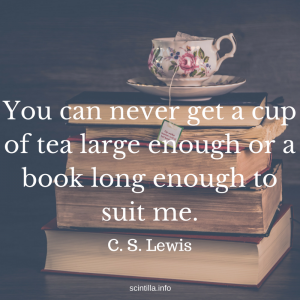 You can never get a cup
of tea large enough or a
book long enough to
suit me.
C. S. Lewis
scintilla.info